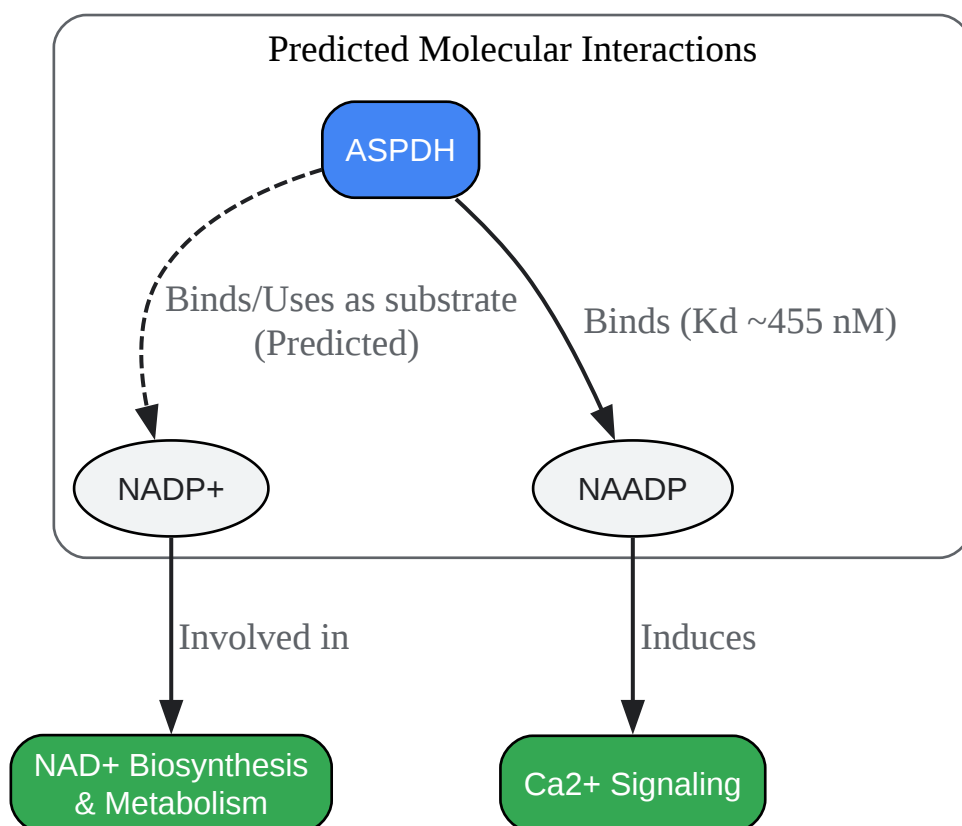 Predicted Molecular Interactions
ASPDH
Binds/Uses as substrate
(Predicted)
Binds (Kd ~455 nM)
NADP+
NAADP
Involved in
Induces
NAD+ Biosynthesis
& Metabolism
Ca2+ Signaling